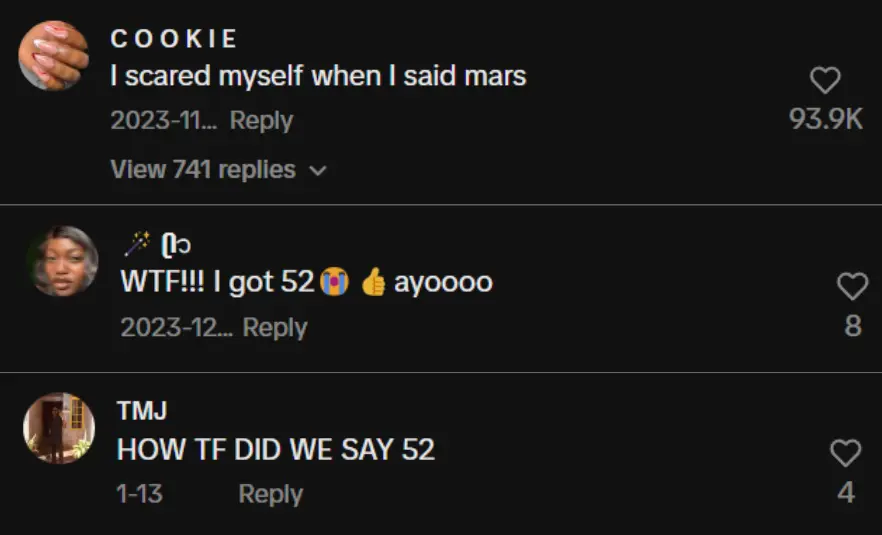 C O O K I E
I scared myself when I said mars
2023-11... Reply
93.9K
View 741 replies
WTF!!! I got 52😭👍ayoooo
2023-12... Reply
8
TMJ
HOW TF DID WE SAY 52
1-13 Reply
4